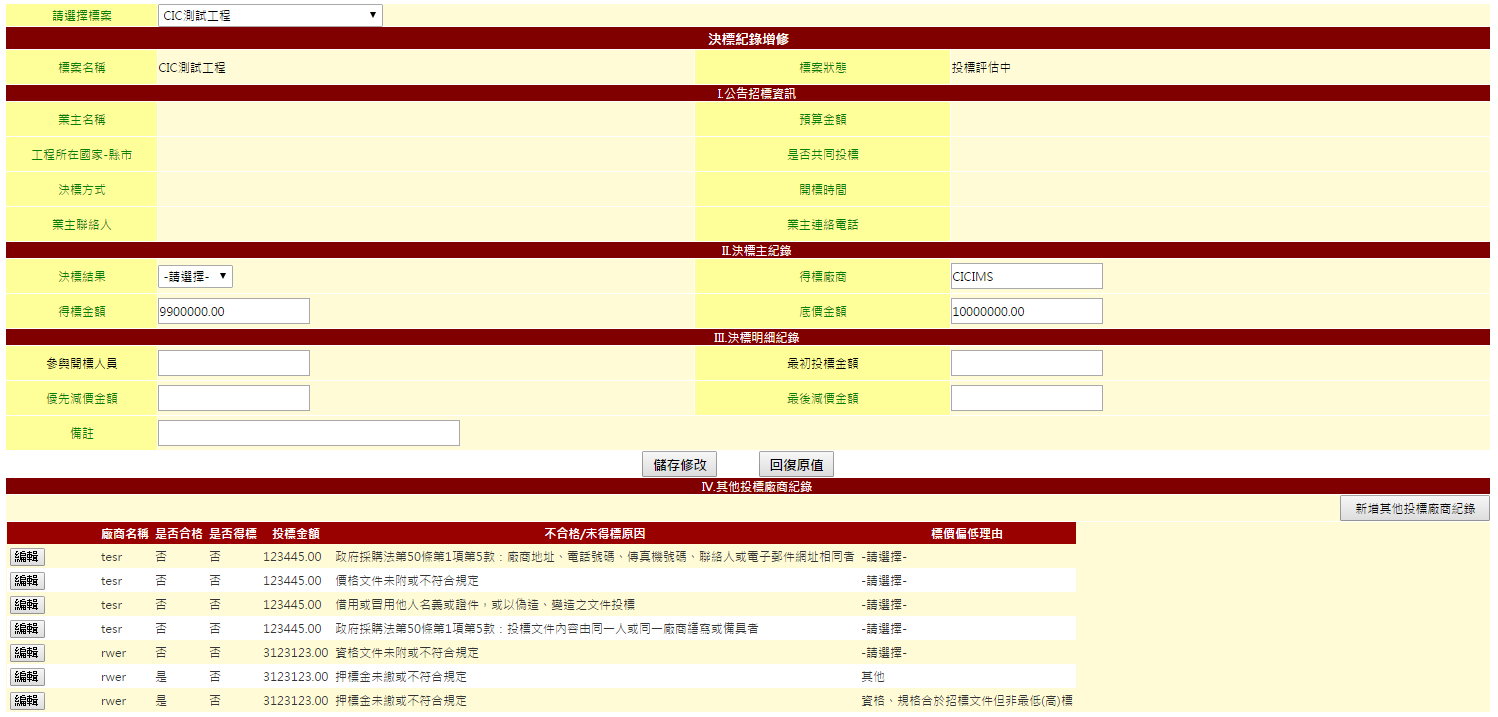 請選擇標案 CIC測試工程
決標紀錄增修
標案名稱 CIC測試工程 標案狀態 投標評估中
I.公告招標資訊
業主名稱 預算金額
工程所在國家-縣市 是否共同投標
決標方式 開標時間
業主聯絡人 業主連絡電話
II.決標主紀錄
決標結果 -請選擇- 得標廠商 CICIMS
得標金額 9900000.00 底價金額 10000000.00
III.決標明細紀錄
參與開標人員 最初投標金額
優先減價金額 最後減價金額
備註
儲存修改 回復原值
IV.其他投標廠商紀錄
新增其他投標廠商紀錄
廠商名稱 是否合格 是否得標 投標金額 不合格/未得標原因 標價偏低理由
編輯 tesr 否 否 123445.00 政府採購法第50條第1項第5款：廠商地址、電話號碼、傳真機號碼、聯絡人或電子郵件網址相同者 -請選擇-
編輯 tesr 否 否 123445.00 價格文件未附或不符合規定 -請選擇-
編輯 tesr 否 否 123445.00 借用或冒用他人名義或證件，或以偽造、變造之文件投標 -請選擇-
編輯 tesr 否 否 123445.00 政府採購法第50條第1項第5款：投標文件內容由同一人或同一廠商繕寫或備具者 -請選擇-
編輯 rwer 否 否 3123123.00 資格文件未附或不符合規定 -請選擇-
編輯 rwer 是 否 3123123.00 押標金未繳或不符合規定 其他
編輯 rwer 是 否 3123123.00 押標金未繳或不符合規定 資格、規格合於招標文件但非最低(高)標